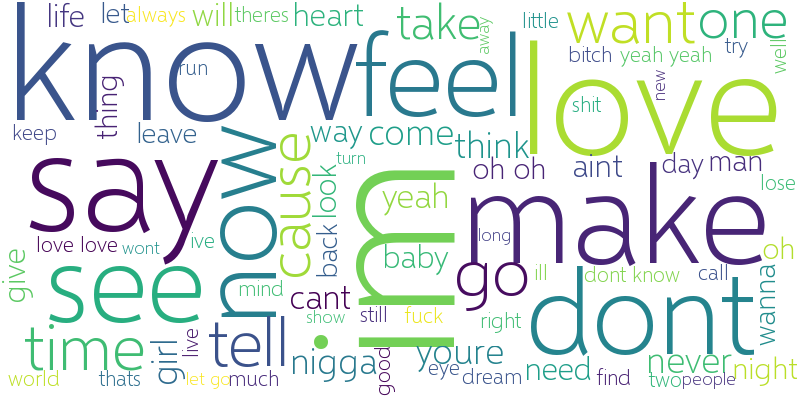 life let always will theres heart take little want one
know feel love
yeah yeah bitch try well
away
run
keep thing leave
new shit
way come think
say now cause
oh oh aint day man
turn look back
im yeah baby
make
lose
love love wont ive
long
go
oh
give see mind
ill dont know call wanna
cant still fuck show
right dont
time girl live tell
nigga good youre
need never night
world thats let go much
eye dream find two people